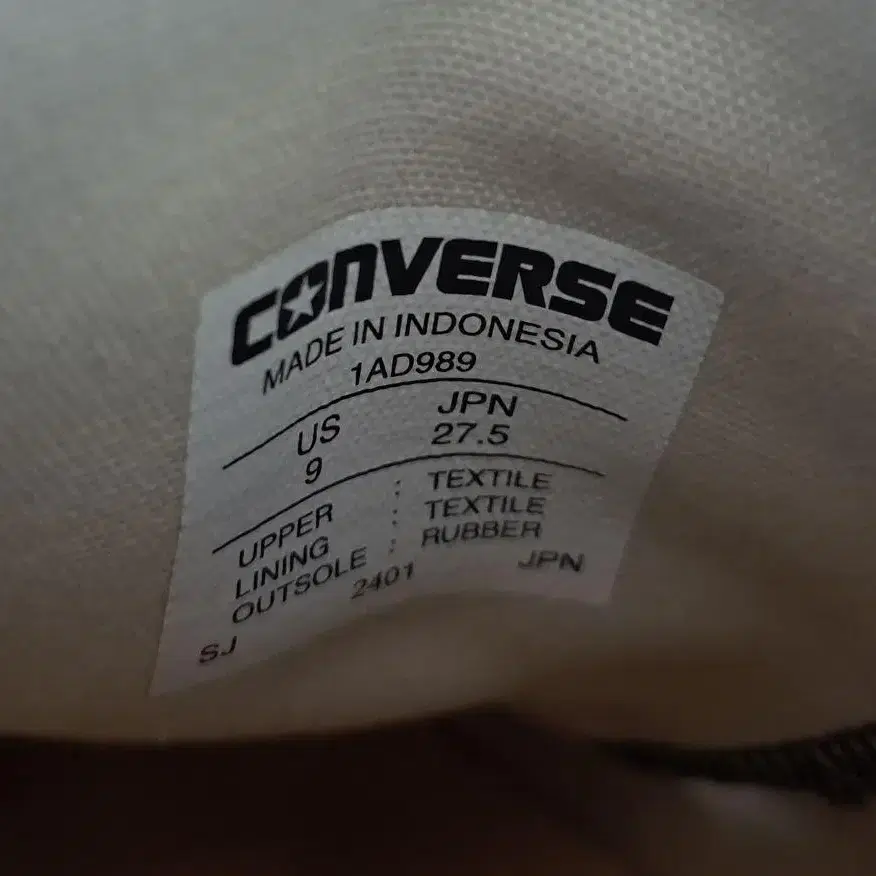 CONVERSE
MADE IN INDONESIA
1AD989
US JPN
9 27.5
UPPER : TEXTILE
LINING : TEXTILE
OUTSOLE : RUBBER
SJ 2401 JPN